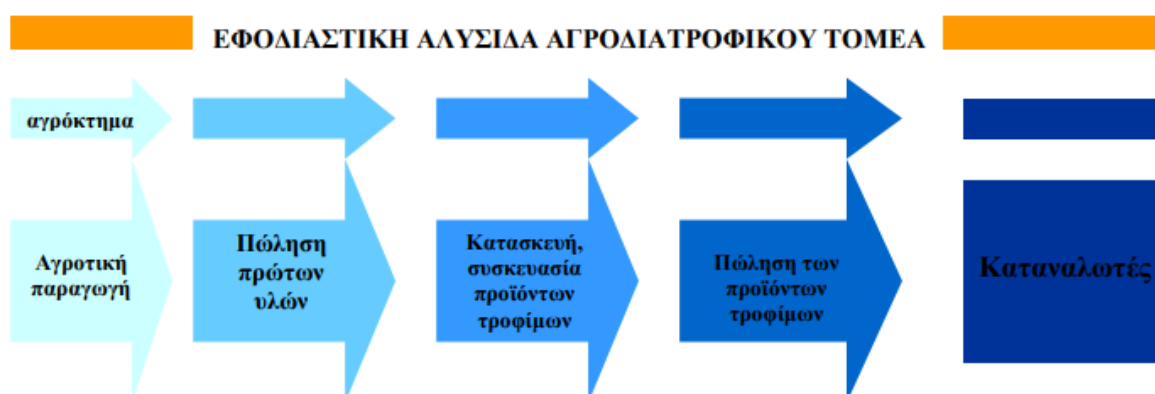 ΕΦΟΔΙΑΣΤΙΚΗ ΑΛΥΣΙΔΑ ΑΓΡΟΔΙΑΤΡΟΦΙΚΟΥ ΤΟΜΕΑ
αγρόκτημα
Αγροτική
παραγωγή
Πώληση
πρώτων
υλών
Κατασκευή,
συσκευασία
προϊόντων
τροφίμων
Πώληση των
προϊόντων
τροφίμων
Καταναλωτές